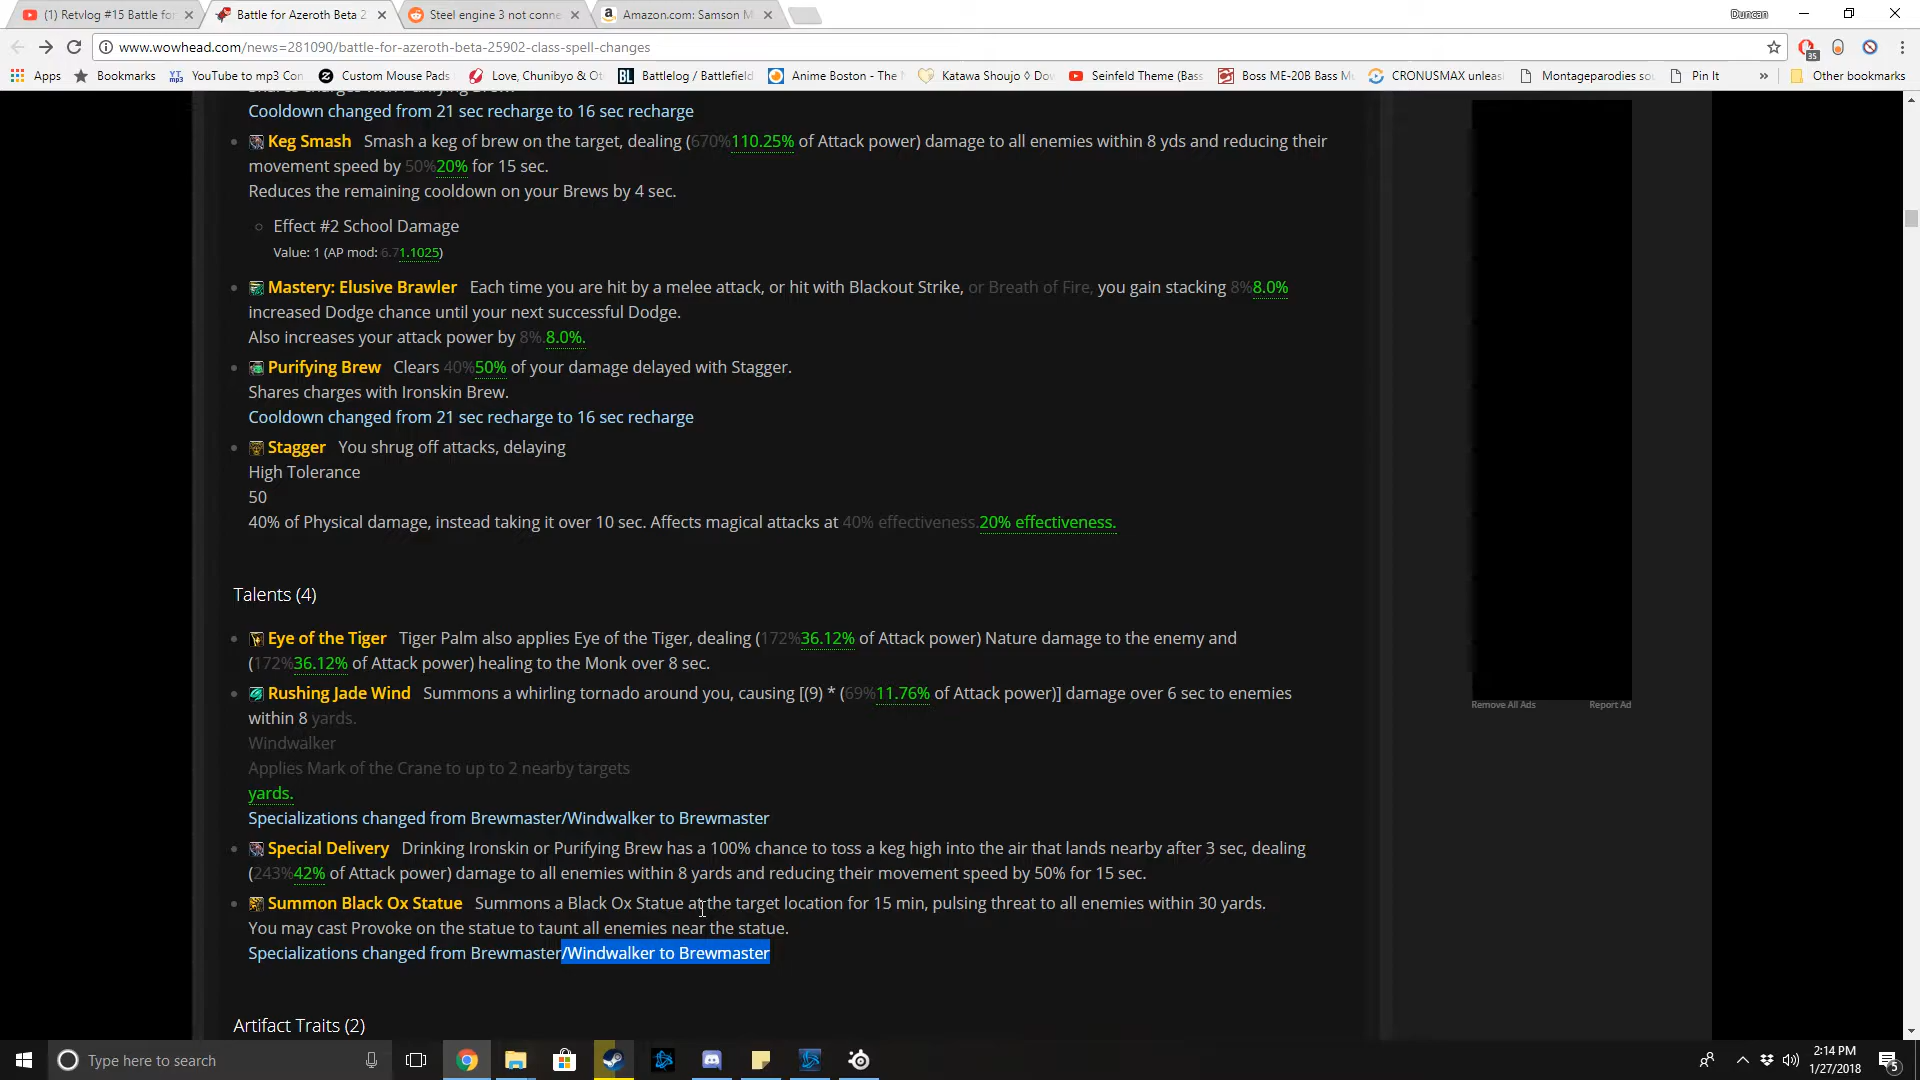 (1) Retvlog #15 Battle for
Battle for Azeroth Beta 2
Steel engine 3 not conne
Amazon.com: Samson M
Duncan
www.wowhead.com/news=281090/battle-for-azeroth-beta-25902-class-spell-changes
35
Apps
Bookmarks
YouTube to mp3 Con
Custom Mouse Pads
Love, Chunibyo & Ot
BL Battlelog / Battlefield
Anime Boston - The
Katawa Shoujo ◊ Dow
Seinfeld Theme (Bass
Boss ME-20B Bass Mu
CRONUSMAX unleas
Montageparodies so
Pin It
»
Other bookmarks
Cooldown changed from 21 sec recharge to 16 sec recharge
Keg Smash Smash a keg of brew on the target, dealing (670%110.25% of Attack power) damage to all enemies within 8 yds and reducing their
movement speed by 50%20% for 15 sec.
Reduces the remaining cooldown on your Brews by 4 sec.
Effect #2 School Damage
Value: 1 (AP mod: 6.71.1025)
Mastery: Elusive Brawler Each time you are hit by a melee attack, or hit with Blackout Strike, or Breath of Fire, you gain stacking 8%8.0%
increased Dodge chance until your next successful Dodge.
Also increases your attack power by 8%.8.0%.
Purifying Brew Clears 40%50% of your damage delayed with Stagger.
Shares charges with Ironskin Brew.
Cooldown changed from 21 sec recharge to 16 sec recharge
Stagger You shrug off attacks, delaying
High Tolerance
50
40% of Physical damage, instead taking it over 10 sec. Affects magical attacks at 40% effectiveness.20% effectiveness.
Talents (4)
Eye of the Tiger Tiger Palm also applies Eye of the Tiger, dealing (172%36.12% of Attack power) Nature damage to the enemy and
(172%36.12% of Attack power) healing to the Monk over 8 sec.
Rushing Jade Wind Summons a whirling tornado around you, causing [(9) * (69%11.76% of Attack power)] damage over 6 sec to enemies
within 8 yards.
Windwalker
Applies Mark of the Crane to up to 2 nearby targets
yards.
Specializations changed from Brewmaster/Windwalker to Brewmaster
Special Delivery Drinking Ironskin or Purifying Brew has a 100% chance to toss a keg high into the air that lands nearby after 3 sec, dealing
(243%42% of Attack power) damage to all enemies within 8 yards and reducing their movement speed by 50% for 15 sec.
Summon Black Ox Statue Summons a Black Ox Statue at the target location for 15 min, pulsing threat to all enemies within 30 yards.
You may cast Provoke on the statue to taunt all enemies near the statue.
Specializations changed from Brewmaster/Windwalker to Brewmaster
Artifact Traits (2)
Remove All Ads
Report Ad
Type here to search
2:14 PM
1/27/2018
5